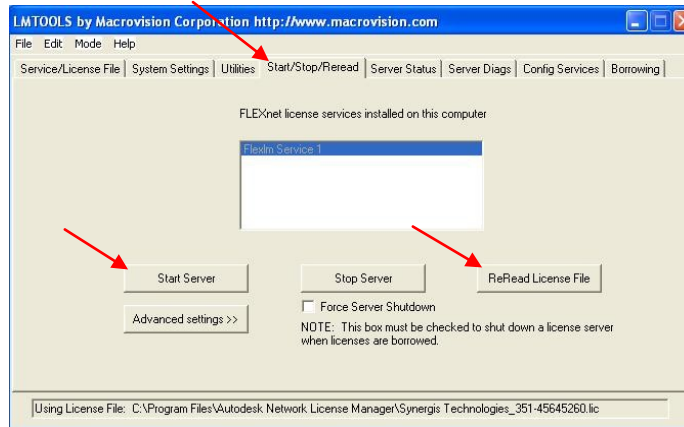 LMTOOLS by Macrovision Corporation http://www.macrovision.com
File Edit Mode Help
Service/License File System Settings Utilities Start/Stop/Reread Server Status Server Diags Config Services Borrowing
FLEXnet license services installed on this computer
Flexlm Service 1
Start Server Stop Server ReRead License File
Force Server Shutdown
Advanced settings >>
NOTE: This box must be checked to shut down a license server
when licenses are borrowed.
Using License File: C:\Program Files\Autodesk Network License Manager\Synergis Technologies_351-45645260.lic